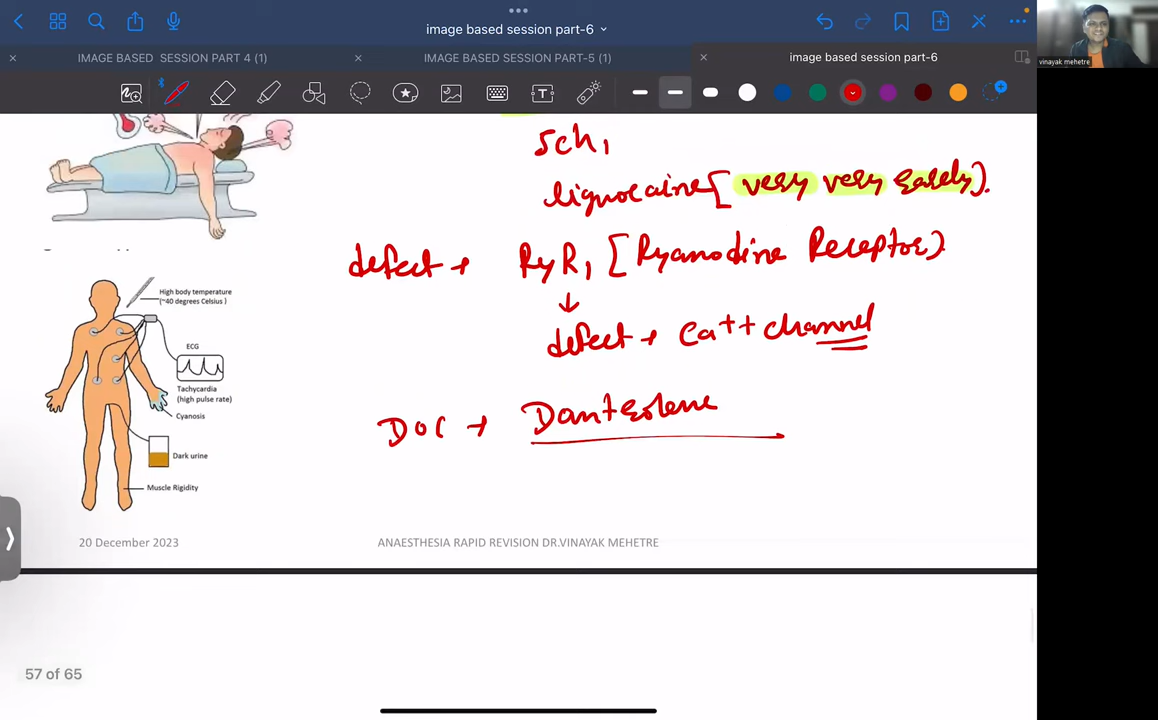 image based session part-6
vinayak mehetre
IMAGE BASED SESSION PART 4 (1)
IMAGE BASED SESSION PART-5 (1)
image based session part-6
Sch,
lignocaine [very very rarely).
defect → RyR1 [Ryanodine Receptor)
↓
defect → Ca++ channel
DOC → Dantrolene
High body temperature
(~40 degrees Celsius )
ECG
Tachycardia
(high pulse rate)
Cyanosis
Dark urine
Muscle Rigidity
20 December 2023
ANAESTHESIA RAPID REVISION DR.VINAYAK MEHETRE
57 of 65